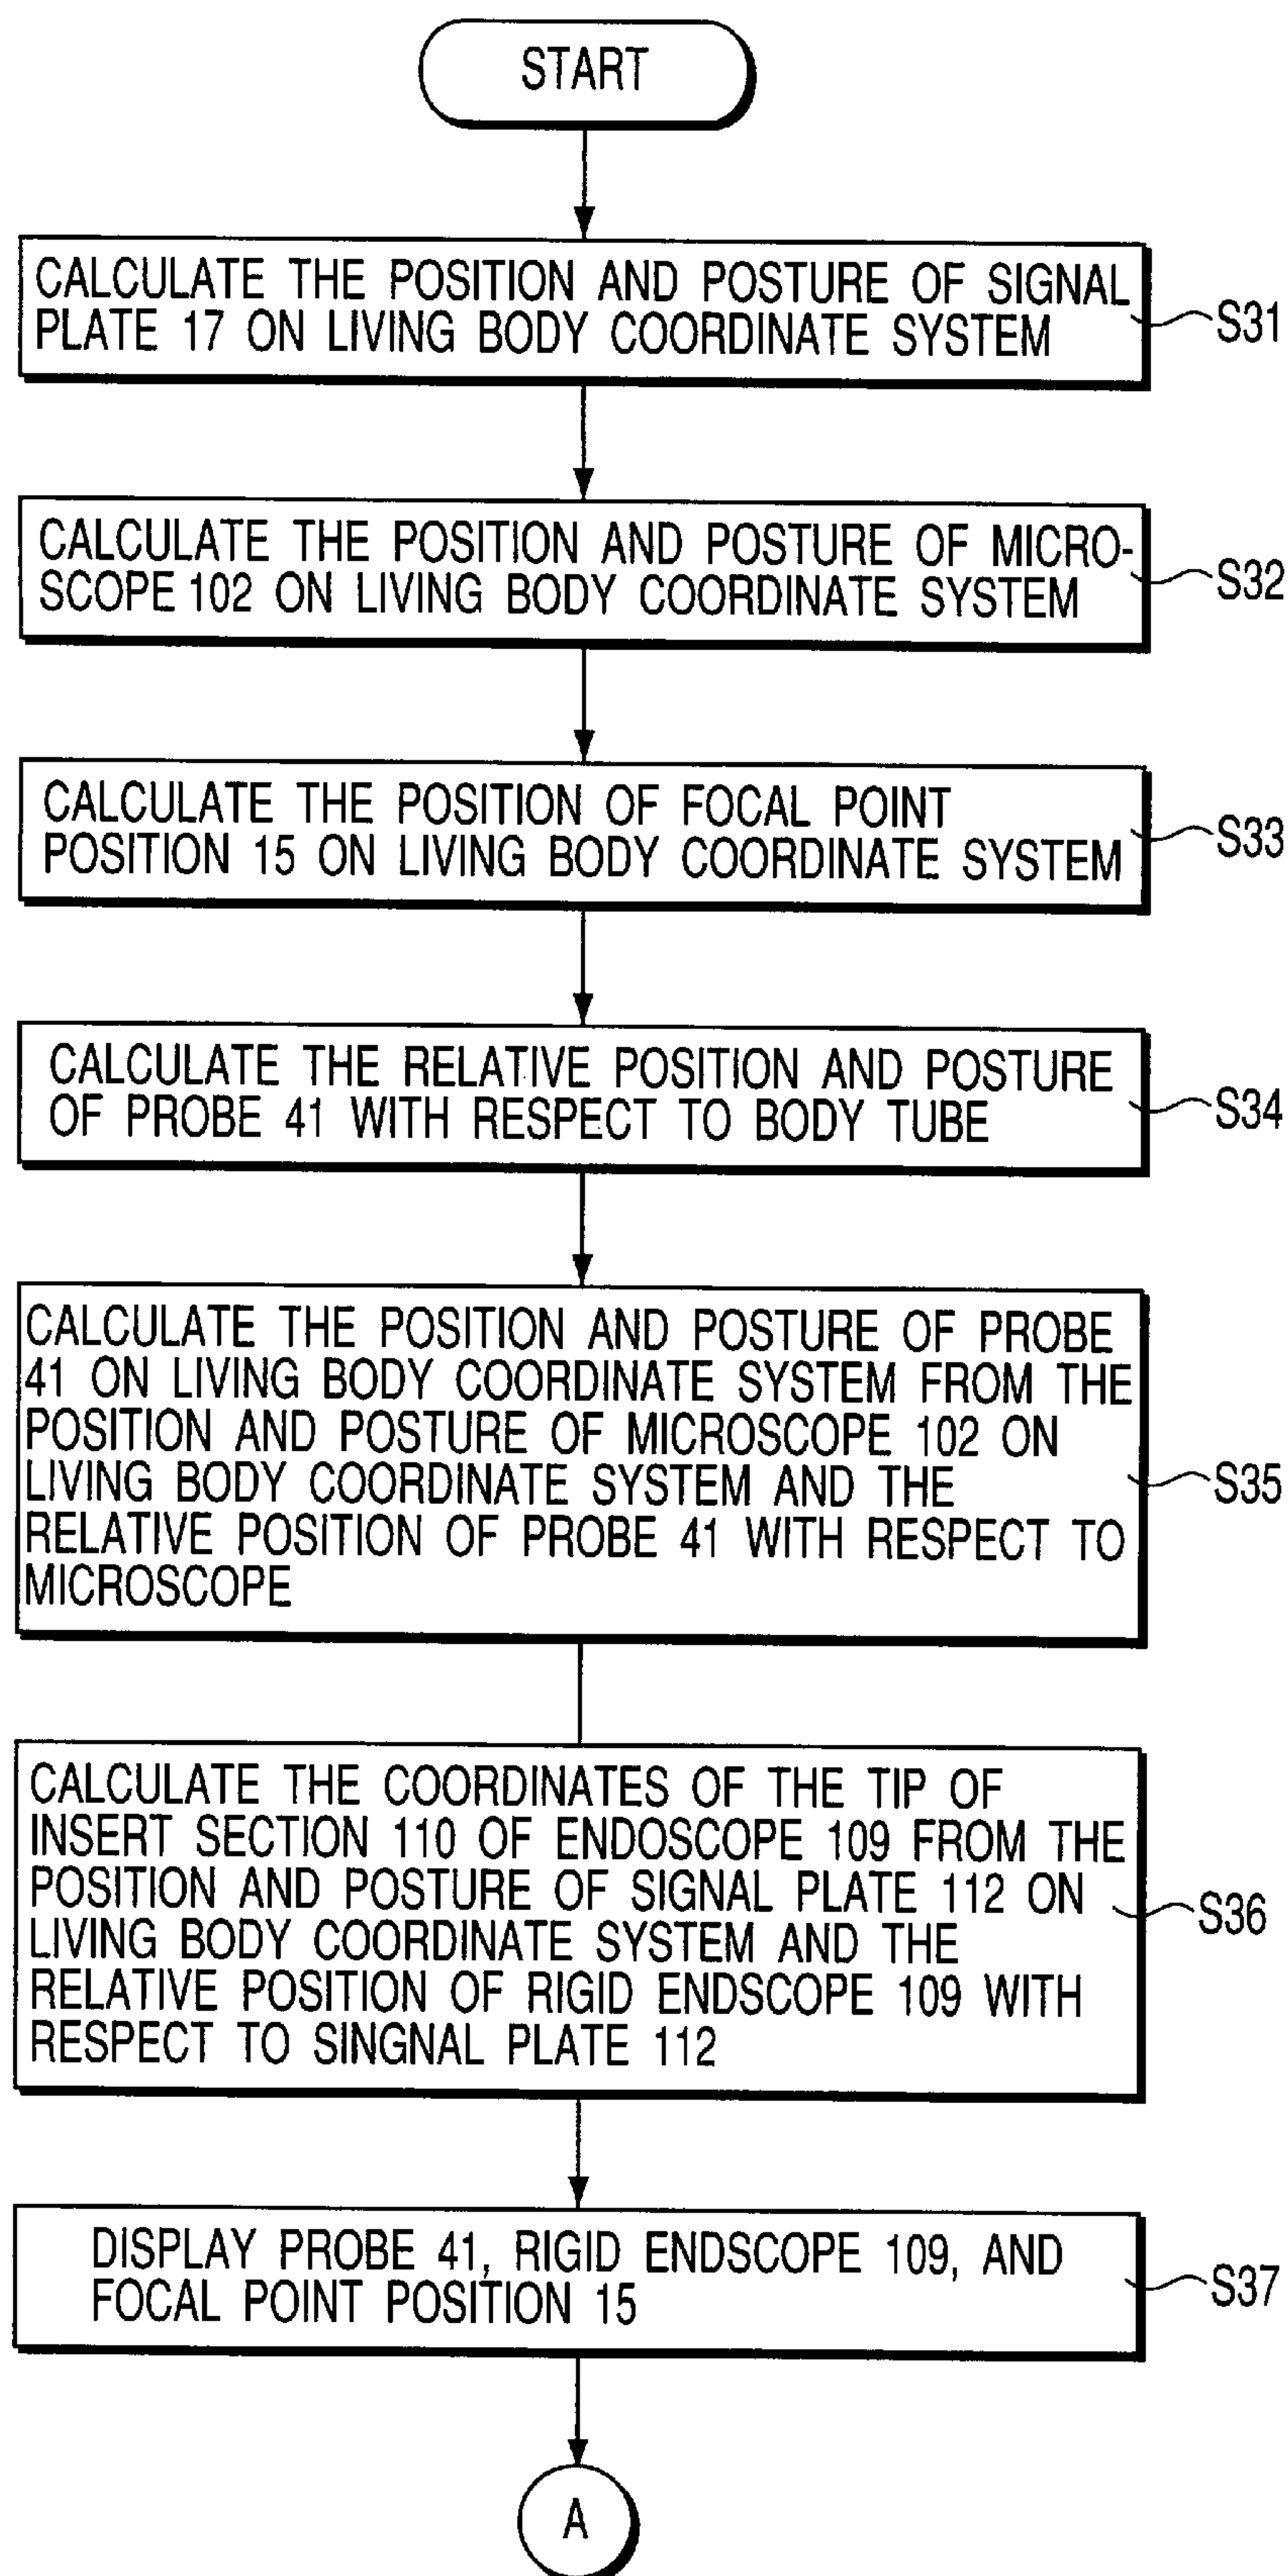 START
CALCULATE THE POSITION AND POSTURE OF SIGNAL
PLATE 17 ON LIVING BODY COORDINATE SYSTEM
S31
CALCULATE THE POSITION AND POSTURE OF MICRO-
SCOPE 102 ON LIVING BODY COORDINATE SYSTEM
S32
CALCULATE THE POSITION OF FOCAL POINT
POSITION 15 ON LIVING BODY COORDINATE SYSTEM
S33
CALCULATE THE RELATIVE POSITION AND POSTURE
OF PROBE 41 WITH RESPECT TO BODY TUBE
S34
CALCULATE THE POSITION AND POSTURE OF PROBE
41 ON LIVING BODY COORDINATE SYSTEM FROM THE
POSITION AND POSTURE OF MICROSCOPE 102 ON
LIVING BODY COORDINATE SYSTEM AND THE
RELATIVE POSITION OF PROBE 41 WITH RESPECT TO
MICROSCOPE
S35
CALCULATE THE COORDINATES OF THE TIP OF
INSERT SECTION 110 OF ENDOSCOPE 109 FROM THE
POSITION AND POSTURE OF SIGNAL PLATE 112 ON
LIVING BODY COORDINATE SYSTEM AND THE
RELATIVE POSITION OF RIGID ENDSCOPE 109 WITH
RESPECT TO SINGNAL PLATE 112
S36
DISPLAY PROBE 41, RIGID ENDSCOPE 109, AND
FOCAL POINT POSITION 15
S37
A